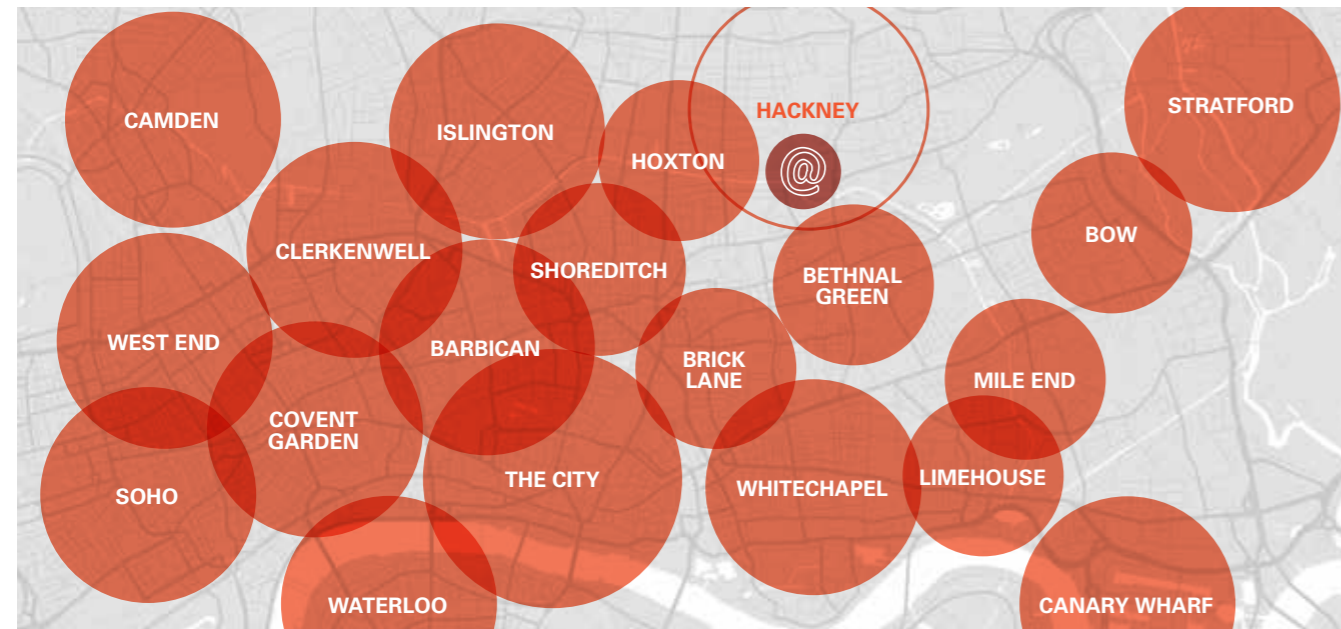 CAMDEN
ISLINGTON
HOXTON
HACKNEY
@
STRATFORD
CLERKENWELL
SHOREDITCH
BETHNAL
GREEN
BOW
WEST END
BARBICAN
BRICK
LANE
MILE END
COVENT
GARDEN
SOHO
THE CITY
WHITECHAPEL
LIMEHOUSE
WATERLOO
CANARY WHARF